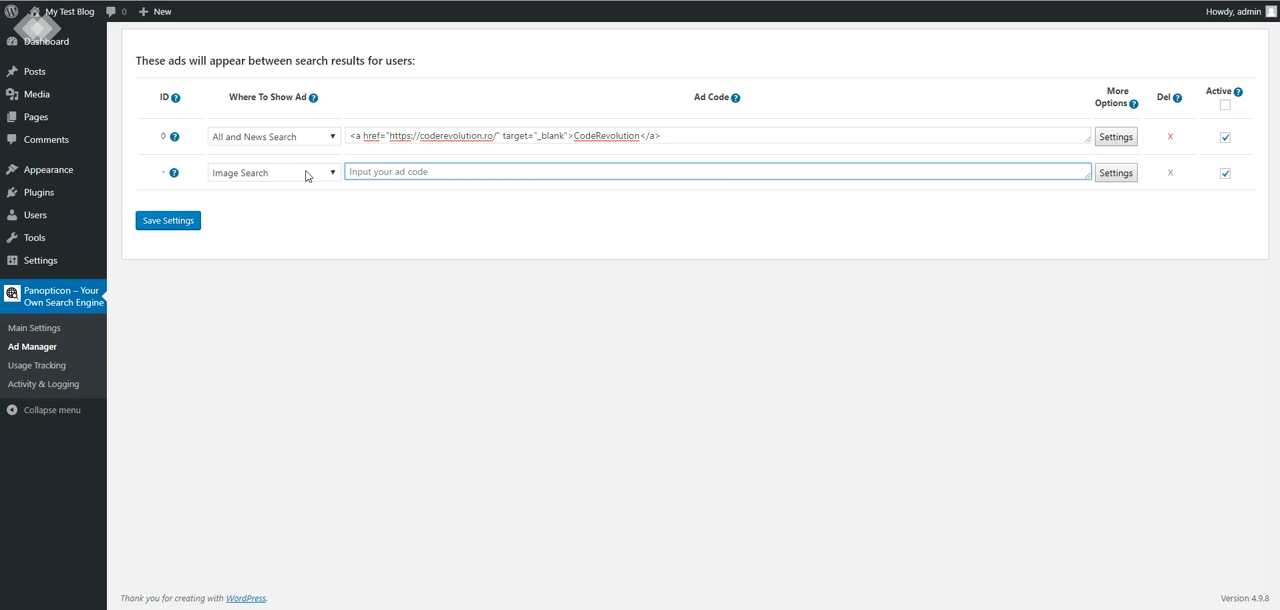 My Test Blog 0 New Howdy, admin
Dashboard
Posts
Media
Pages
Comments
Appearance
Plugins
Users
Tools
Settings
Panopticon – Your
Own Search Engine
Main Settings
Ad Manager
Usage Tracking
Activity & Logging
Collapse menu
These ads will appear between search results for users:
ID ? Where To Show Ad ? Ad Code ? More Options ? Del ? Active ?
0 ? All and News Search <a href="https://coderevolution.ro/" target="_blank">CodeRevolution</a> Settings X
- ? Image Search Input your ad code Settings X
Save Settings
Thank you for creating with WordPress. Version 4.9.8